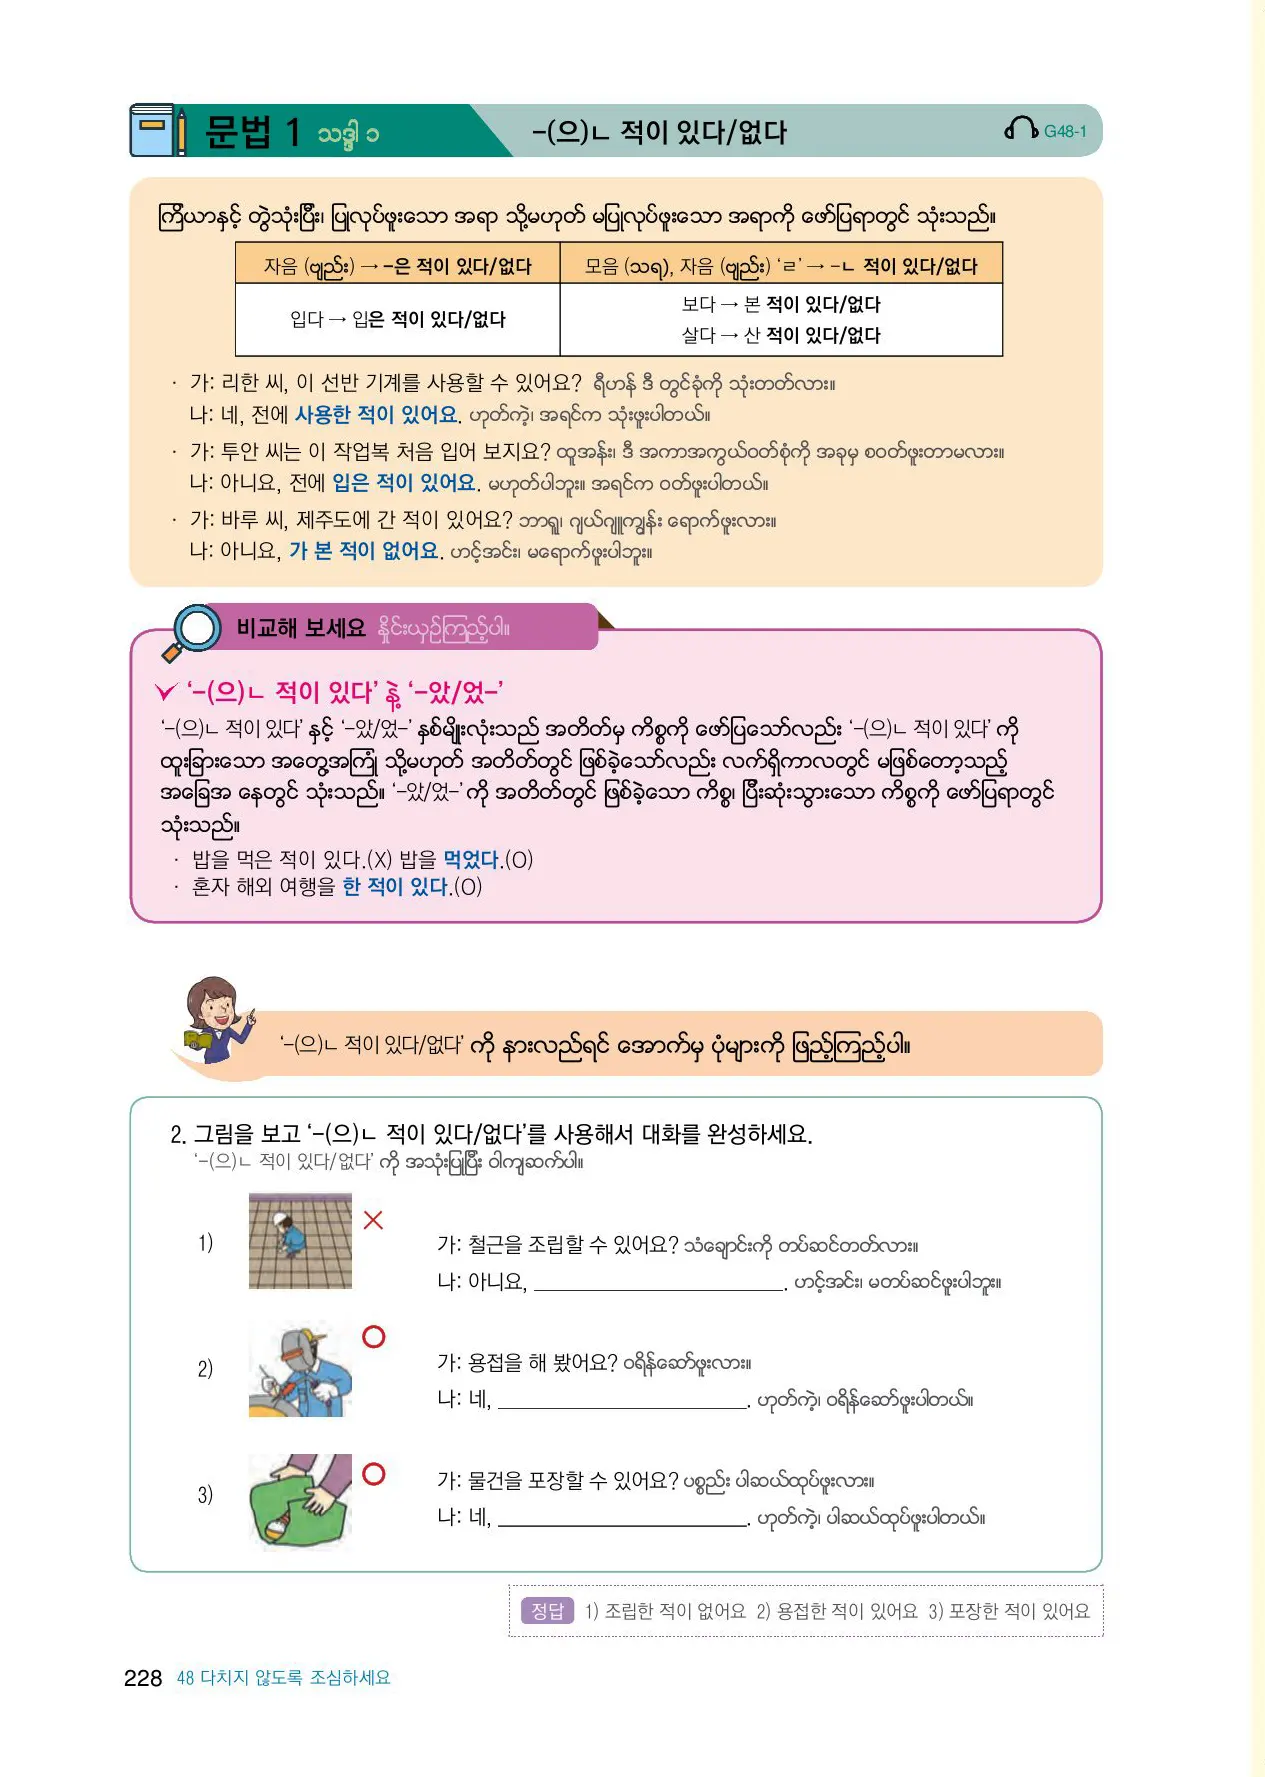 문법 1 သဒ္ဒါ ၁ -(으)ㄴ 적이 있다/없다 G48-1
ကြိယာနှင့် တွဲသုံးပြီး၊ ပြုလုပ်ဖူးသော အရာ သို့မဟုတ် မပြုလုပ်ဖူးသော အရာကို ဖော်ပြရာတွင် သုံးသည်။
자음 (ဗျည်း) → -은 적이 있다/없다 모음 (သရ), 자음 (ဗျည်း) ‘ㄹ’ → -ㄴ 적이 있다/없다
입다 → 입은 적이 있다/없다
보다 → 본 적이 있다/없다
살다 → 산 적이 있다/없다
· 가: 리한 씨, 이 선반 기계를 사용할 수 있어요? ရီဟန် ဒီ တွင်ခုံကို သုံးတတ်လား။
나: 네, 전에 사용한 적이 있어요. ဟုတ်ကဲ့၊ အရင်က သုံးဖူးပါတယ်။
· 가: 투안 씨는 이 작업복 처음 입어 보지요? ထူအန်း၊ ဒီ အကာအကွယ်ဝတ်စုံကို အခုမှ စဝတ်ဖူးတာမလား။
나: 아니요, 전에 입은 적이 있어요. မဟုတ်ပါဘူး။ အရင်က ဝတ်ဖူးပါတယ်။
· 가: 바루 씨, 제주도에 간 적이 있어요? ဘာရူ၊ ဂျယ်ဂျူကျွန်း ရောက်ဖူးလား။
나: 아니요, 가 본 적이 없어요. ဟင့်အင်း၊ မရောက်ဖူးပါဘူး။
비교해 보세요 နှိုင်းယှဉ်ကြည့်ပါ။
‘-(으)ㄴ 적이 있다’ နဲ့ ‘-았/었-’
‘-(으)ㄴ 적이 있다’ နှင့် ‘-았/었-’ နှစ်မျိုးလုံးသည် အတိတ်မှ ကိစ္စကို ဖော်ပြသော်လည်း ‘-(으)ㄴ 적이 있다’ ကို
ထူးခြားသော အတွေ့အကြုံ သို့မဟုတ် အတိတ်တွင် ဖြစ်ခဲ့သော်လည်း လက်ရှိကာလတွင် မဖြစ်တော့သည့်
အခြေအနေတွင် သုံးသည်။ ‘-았/었-’ ကို အတိတ်တွင် ဖြစ်ခဲ့သော ကိစ္စ၊ ပြီးဆုံးသွားသော ကိစ္စကို ဖော်ပြရာတွင်
သုံးသည်။
· 밥을 먹은 적이 있다.(X) 밥을 먹었다.(O)
· 혼자 해외 여행을 한 적이 있다.(O)
‘-(으)ㄴ 적이 있다/없다’ ကို နားလည်ရင် အောက်မှ ပုံများကို ဖြည့်ကြည့်ပါ။
2. 그림을 보고 ‘-(으)ㄴ 적이 있다/없다’를 사용해서 대화를 완성하세요.
‘-(으)ㄴ 적이 있다/없다’ ကို အသုံးပြုပြီး ဝါကျဆက်ပါ။
1)
가: 철근을 조립할 수 있어요? သံချောင်းကို တပ်ဆင်တတ်လား။
나: 아니요, ______. ဟင့်အင်း၊ မတပ်ဆင်ဖူးပါဘူး။
2)
가: 용접을 해 봤어요? ဝရိန်ဆော်ဖူးလား။
나: 네, ______. ဟုတ်ကဲ့၊ ဝရိန်ဆော်ဖူးပါတယ်။
3)
가: 물건을 포장할 수 있어요? ပစ္စည်း ပါဆယ်ထုပ်ဖူးလား။
나: 네, ______. ဟုတ်ကဲ့၊ ပါဆယ်ထုပ်ဖူးပါတယ်။
정답 1) 조립한 적이 없어요 2) 용접한 적이 있어요 3) 포장한 적이 있어요
228 48 다치지 않도록 조심하세요